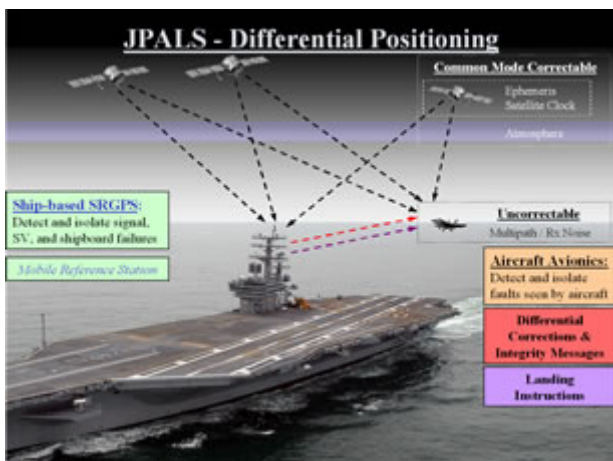 JPALS - Differential Positioning
Common Mode Correctable
Ephemeris
Satellite Clock
Atmosphere
Ship-based SRGPS:
Detect and isolate signal,
SV, and shipboard failures
Mobile Reference Station
Uncorrectable
Multipath / Rx Noise
Aircraft Avionics:
Detect and isolate
faults seen by aircraft
Differential
Corrections &
Integrity Messages
Landing
Instructions